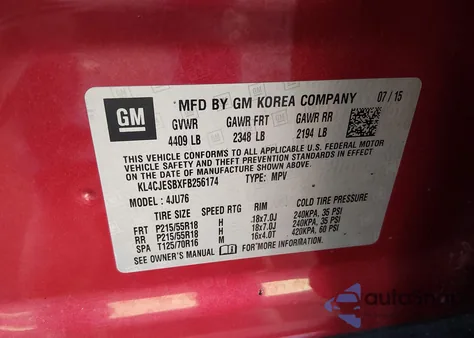 GM
MFD BY GM KOREA COMPANY 07/15
GVWR GAWR FRT GAWR RR
4409 LB 2348 LB 2194 LB
THIS VEHICLE CONFORMS TO ALL APPLICABLE U.S. FEDERAL
MOTOR VEHICLE SAFETY, BUMPER, AND THEFT PREVENTION
STANDARDS IN EFFECT ON THE
DATE OF MANUFACTURE SHOWN ABOVE.
KL4CJESBXFB256174 TYPE: MPV
MODEL: 4JU76
TIRE SIZE SPEED RTG RIM COLD TIRE PRESSURE
FRT P215/55R18 H 18x7.0J 240KPA, 35 PSI
RR P215/55R18 H 18x7.0J 240KPA, 35 PSI
SPA T125/70R16 M 16x4.0T 420KPA, 60 PSI
SEE OWNER'S MANUAL FOR MORE INFORMATION.